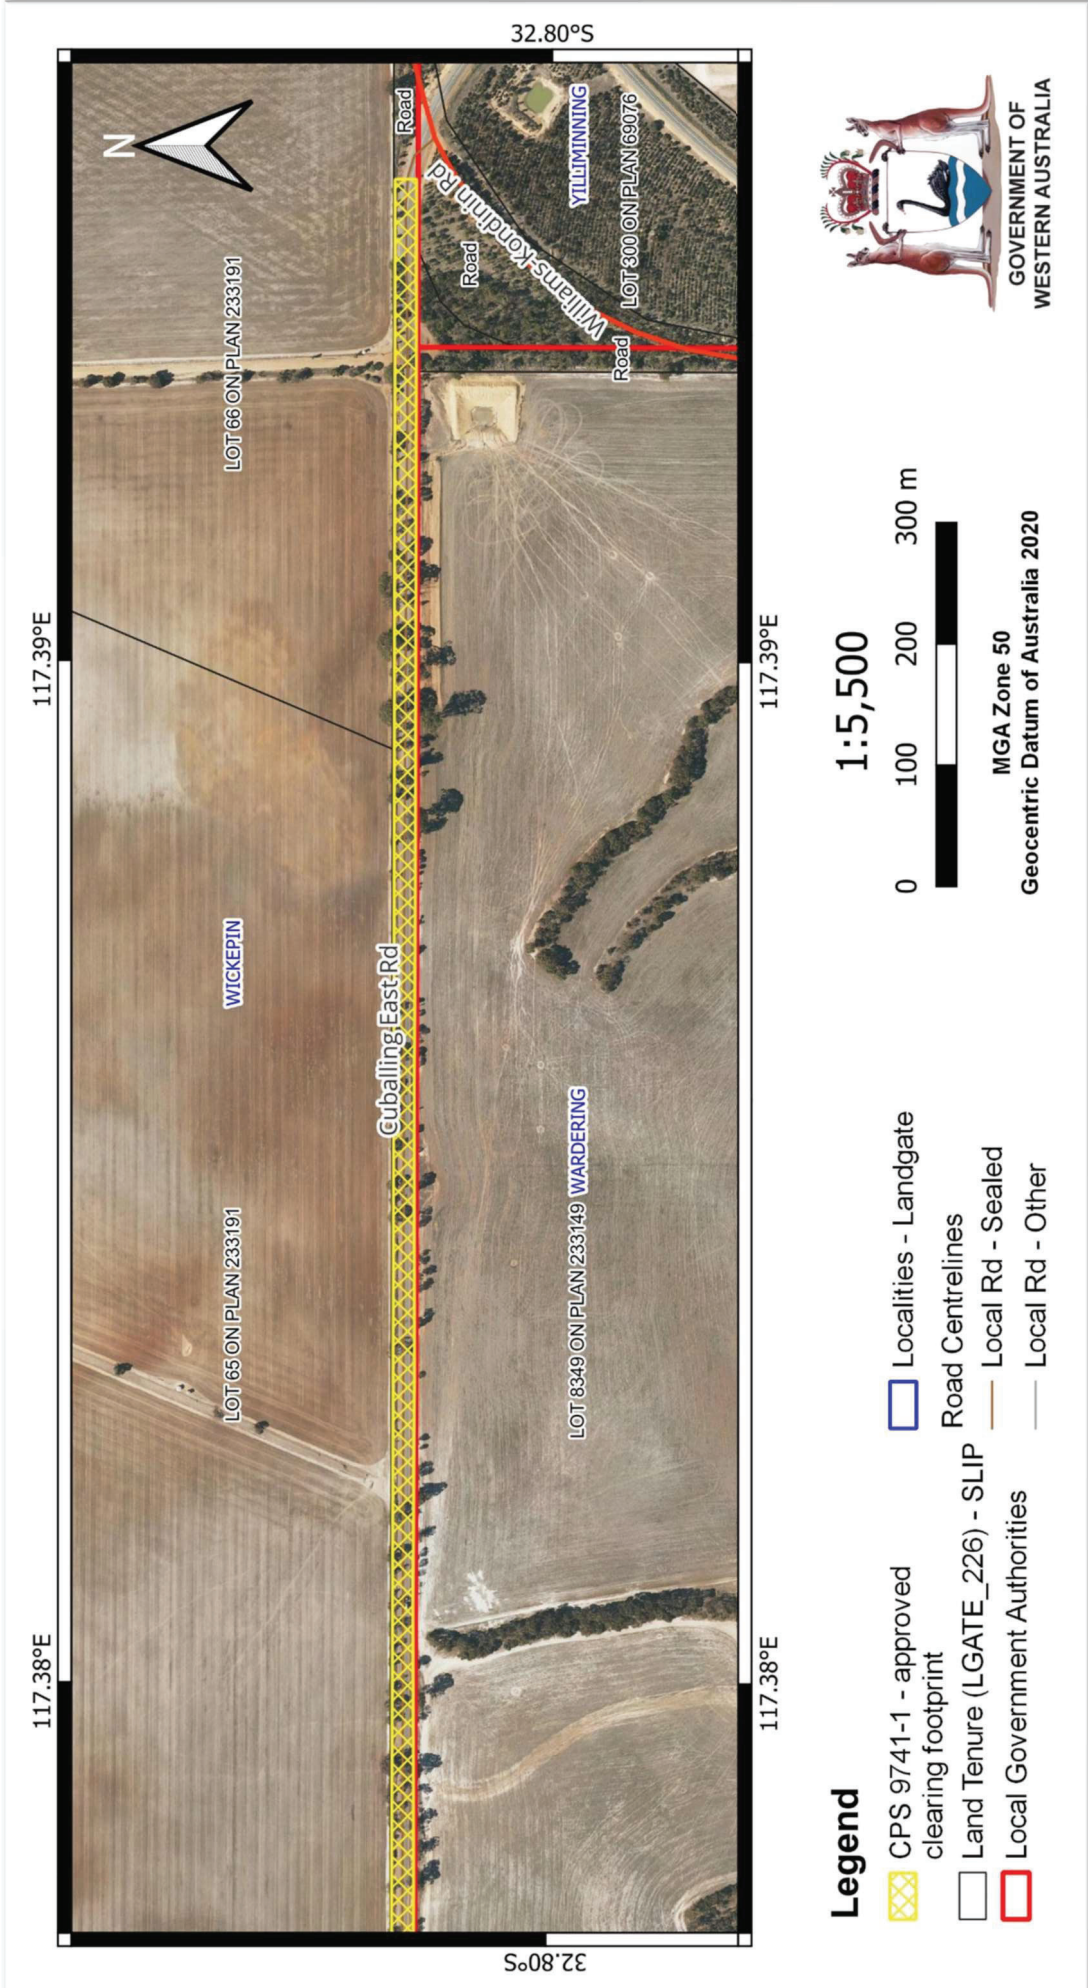 117.38°E
117.39°E
32.80°S
32.80°S
N
LOT 65 ON PLAN 233191
WICKEPIN
LOT 66 ON PLAN 233191
Cuballing East Rd
Road
Road
Williams-Kondinin Rd
YILLIMINNING
LOT 300 ON PLAN 69076
Road
LOT 8349 ON PLAN 233149
WARDERING
117.38°E
117.39°E
Legend
CPS 9741-1 - approved
clearing footprint
Land Tenure (LGATE_226) - SLIP
Local Government Authorities
Localities - Landgate
Road Centrelines
Local Rd - Sealed
Local Rd - Other
1:5,500
0 100 200 300 m
MGA Zone 50
Geocentric Datum of Australia 2020
GOVERNMENT OF
WESTERN AUSTRALIA